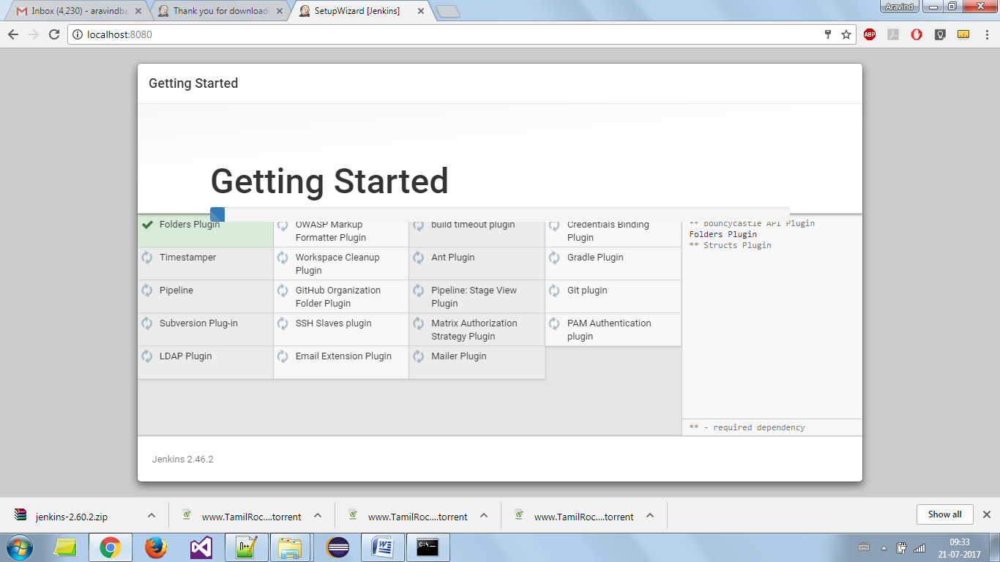 Inbox (4,230) - aravindba
Thank you for downloadi
SetupWizard [Jenkins]
Aravind
localhost:8080
ABP
Getting Started
Getting Started
Folders Plugin
OWASP Markup
Formatter Plugin
build timeout plugin
Credentials Binding
Plugin
Timestamper
Workspace Cleanup
Plugin
Ant Plugin
Gradle Plugin
Pipeline
GitHub Organization
Folder Plugin
Pipeline: Stage View
Plugin
Git plugin
Subversion Plug-in
SSH Slaves plugin
Matrix Authorization
Strategy Plugin
PAM Authentication
plugin
LDAP Plugin
Email Extension Plugin
Mailer Plugin
** bouncycastle API Plugin
Folders Plugin
** Structs Plugin
** - required dependency
Jenkins 2.46.2
jenkins-2.60.2.zip
www.TamilRoc....torrent
www.TamilRoc....torrent
www.TamilRoc....torrent
Show all
09:33
21-07-2017